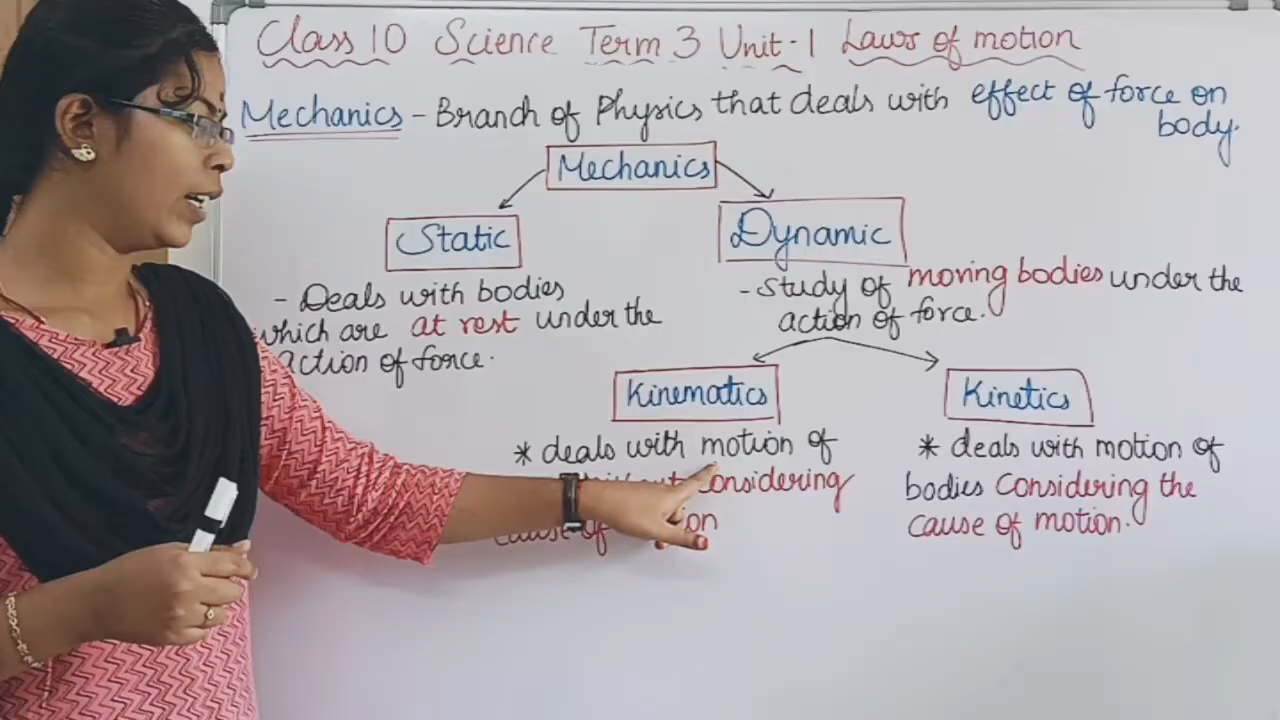 Class 10 Science Term 3 Unit-1 Laws of motion
Mechanics - Branch of Physics that deals with effect of force on
body.
Mechanics
Static
Dynamic
- Deals with bodies
which are at rest under the
action of force.
- Study of moving bodies under the
action of force.
Kinematics
Kinetics
* deals with motion of
considering
cause of
* deals with motion of
bodies Considering the
cause of motion.